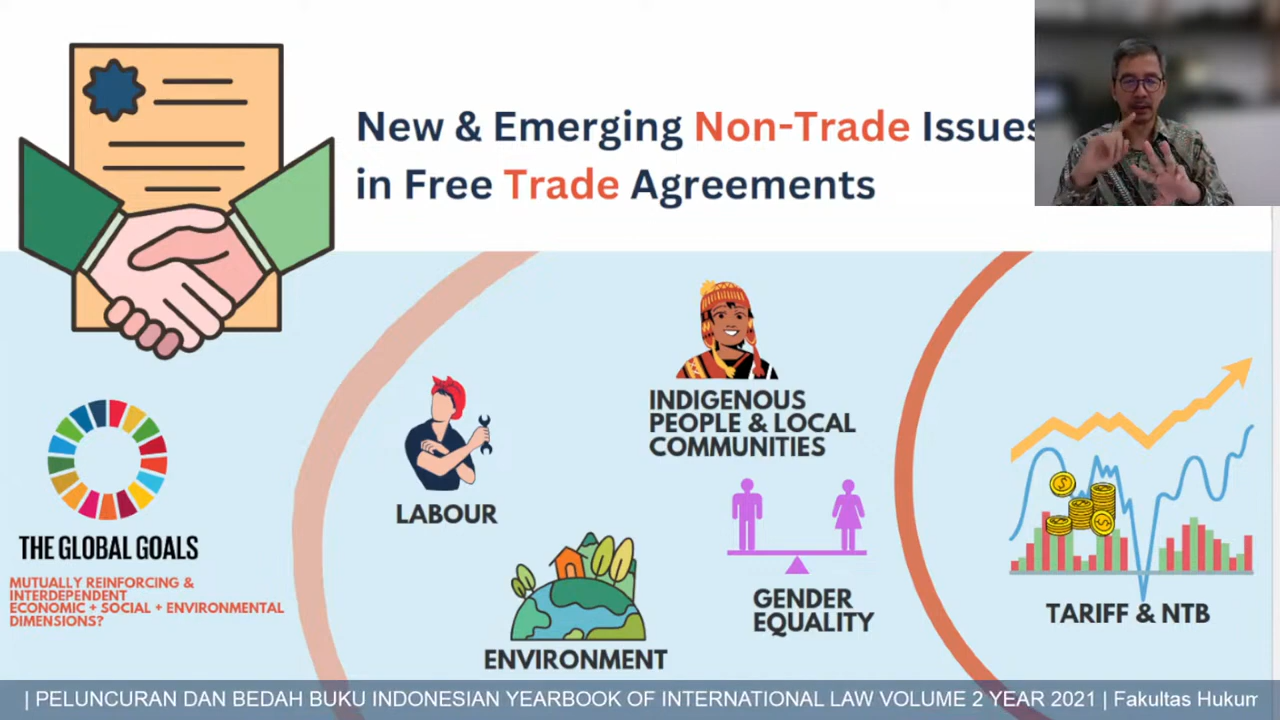 New & Emerging Non-Trade Issues
in Free Trade Agreements
INDIGENOUS
PEOPLE & LOCAL
COMMUNITIES
LABOUR
THE GLOBAL GOALS
MUTUALLY REINFORCING &
INTERDEPENDENT
ECONOMIC + SOCIAL + ENVIRONMENTAL
DIMENSIONS?
GENDER
EQUALITY
ENVIRONMENT
TARIFF & NTB
| PELUNCURAN DAN BEDAH BUKU INDONESIAN YEARBOOK OF INTERNATIONAL LAW VOLUME 2 YEAR 2021 | Fakultas Hukum